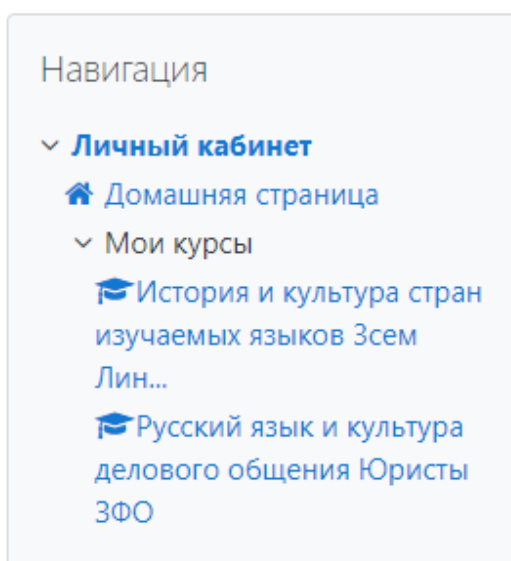 Навигация
Личный кабинет
Домашняя страница
Мои курсы
История и культура стран
изучаемых языков 3сем
Лин...
Русский язык и культура
делового общения Юристы
ЗФО